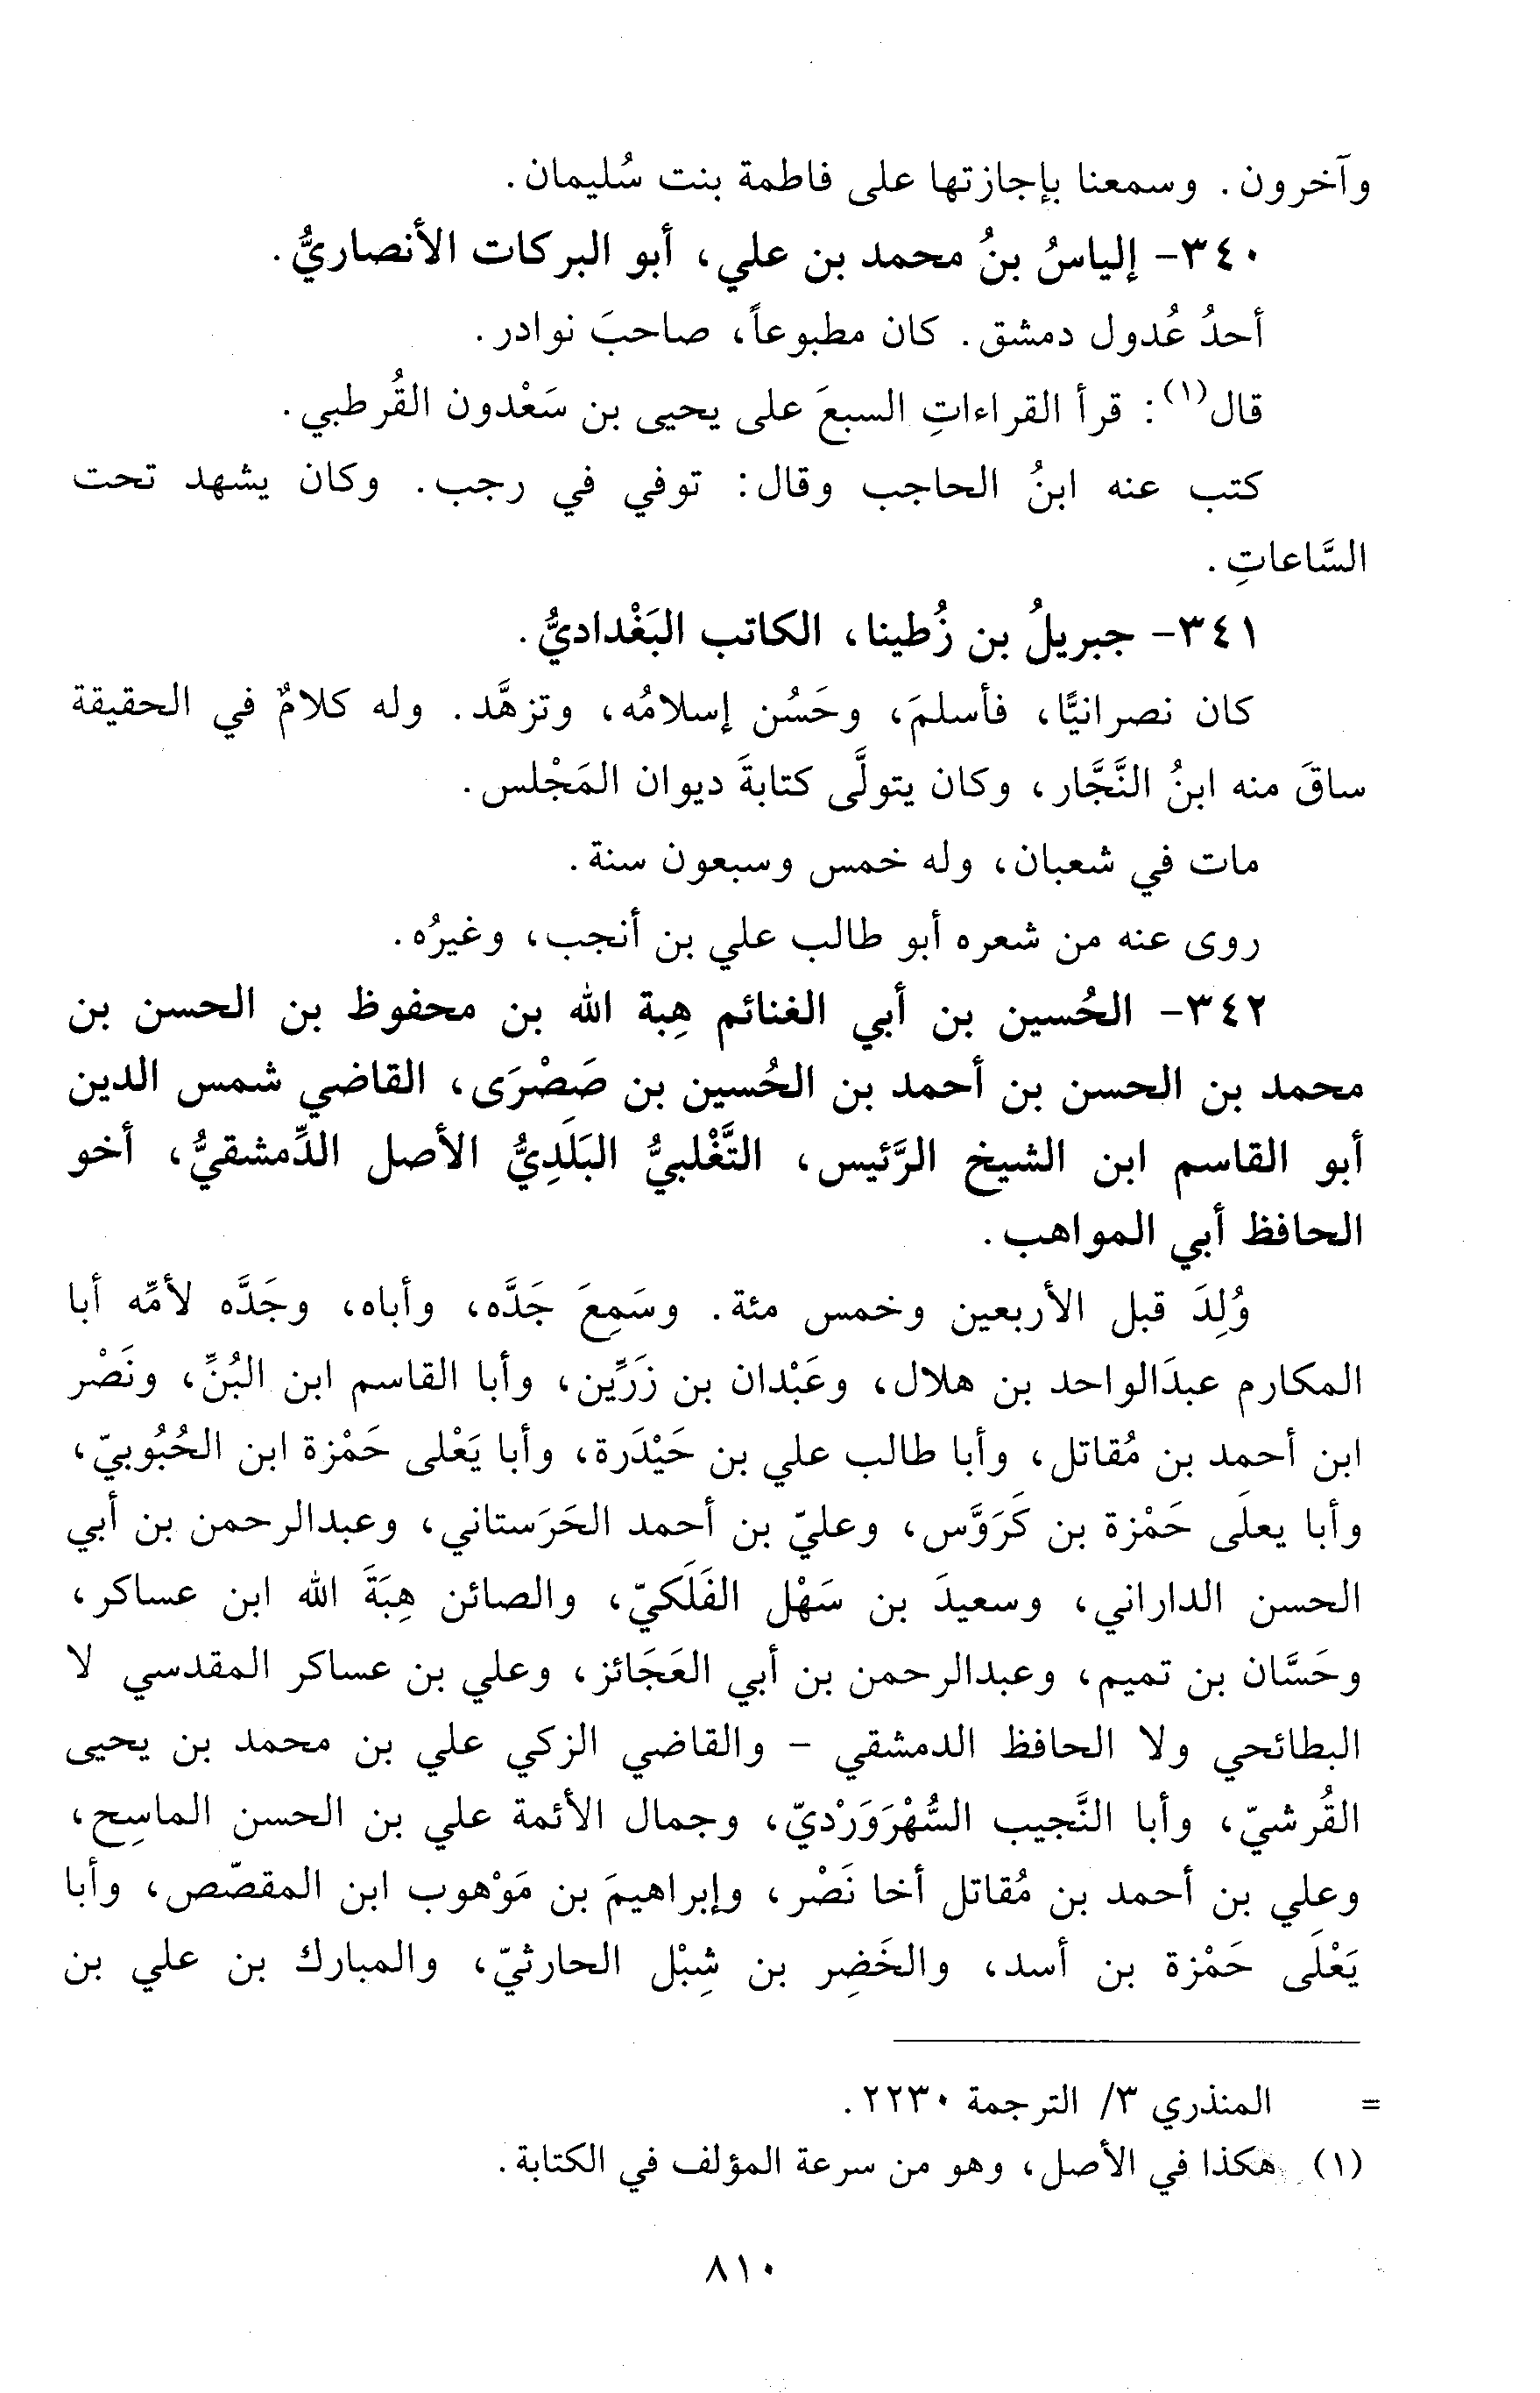 وآخرون. وسمعنا بإجازتها على فاطمة بنت سُليمان.
٣٤٠- إلياسُ بنُ محمد بن علي، أبو البركات الأنصاريُّ.
أحدُ عُدول دمشق. كان مطبوعاً، صاحبَ نوادر.
قال(١): قرأ القراءاتِ السبعَ على يحيى بن سَعْدون القُرطبي.
كتب عنه ابنُ الحاجب وقال: توفي في رجب. وكان يشهد تحت
السَّاعاتِ.
٣٤١- جبريلُ بن زُطينا، الكاتب البَغْداديُّ.
كان نصرانيًّا، فأسلمَ، وحَسُن إسلامُه، وتزهَّد. وله كلامٌ في الحقيقة
ساقَ منه ابنُ النَّجَّار، وكان يتولَّى كتابةَ ديوان المَجْلس.
مات في شعبان، وله خمس وسبعون سنة.
روى عنه من شعره أبو طالب علي بن أنجب، وغيرُه.
٣٤٢- الحُسين بن أبي الغنائم هِبة الله بن محفوظ بن الحسن بن
محمد بن الحسن بن أحمد بن الحُسين بن صَصْرَى، القاضي شمس الدين
أبو القاسم ابن الشيخ الرَّئيس، التَّغْلبيُّ البَلَدِيُّ الأصل الدِّمشقيُّ، أخو
الحافظ أبي المواهب.
وُلِدَ قبل الأربعين وخمس مئة. وسَمِعَ جَدَّه، وأباه، وجَدَّه لأمِّه أبا
المكارم عبدَالواحد بن هلال، وعَبْدان بن زَرِّين، وأبا القاسم ابن البُنِّ، ونَصْر
ابن أحمد بن مُقاتل، وأبا طالب علي بن حَيْدَرة، وأبا يَعْلى حَمْزة ابن الحُبُوبيّ،
وأبا يعلَى حَمْزة بن كَرَوَّس، وعليّ بن أحمد الحَرَستاني، وعبدالرحمن بن أبي
الحسن الداراني، وسعيدَ بن سَهْل الفَلَكيّ، والصائن هِبَةَ الله ابن عساكر،
وحَسَّان بن تميم، وعبدالرحمن بن أبي العَجَائز، وعلي بن عساكر المقدسي لا
البطائحي ولا الحافظ الدمشقي - والقاضي الزكي علي بن محمد بن يحيى
القُرشيّ، وأبا النَّجيب السُّهْرَوَرْديّ، وجمال الأئمة علي بن الحسن الماسِح،
وعلي بن أحمد بن مُقاتل أخا نَصْر، وإبراهيمَ بن مَوْهوب ابن المقصّص، وأبا
يَعْلَى حَمْزة بن أسد، والخَضِر بن شِبْل الحارثيّ، والمبارك بن علي بن
= المنذري ٣/ الترجمة ٢٢٣٠.
(١) هكذا في الأصل، وهو من سرعة المؤلف في الكتابة.
٨١٠